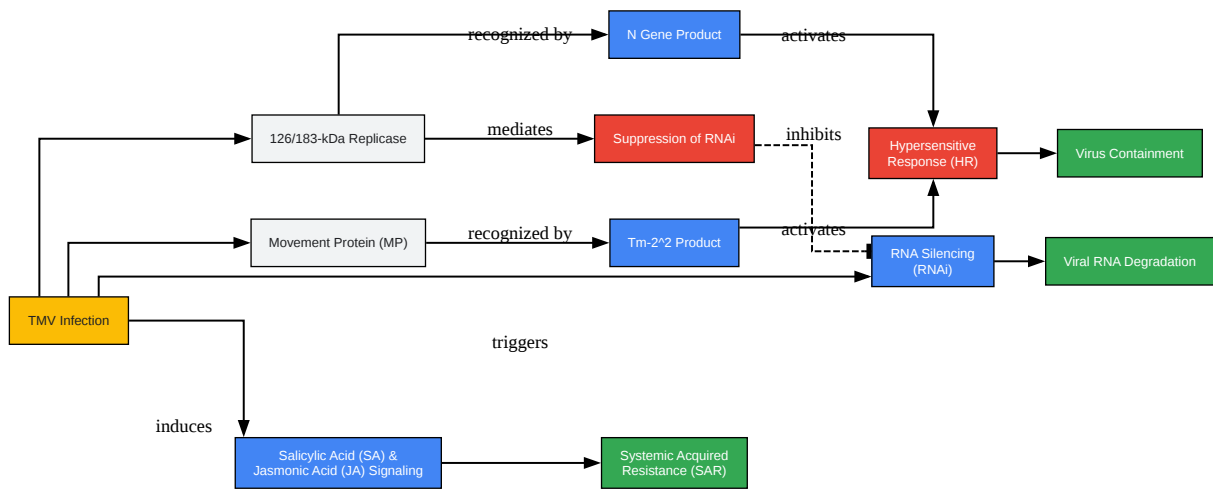 recognized by
N Gene Product
activates
126/183-kDa Replicase
mediates
Suppression of RNAi
inhibits
Hypersensitive
Response (HR)
Virus Containment
Movement Protein (MP)
recognized by
Tm-2^2 Product
activates
RNA Silencing
(RNAi)
Viral RNA Degradation
TMV Infection
triggers
induces
Salicylic Acid (SA) &
Jasmonic Acid (JA) Signaling
Systemic Acquired
Resistance (SAR)